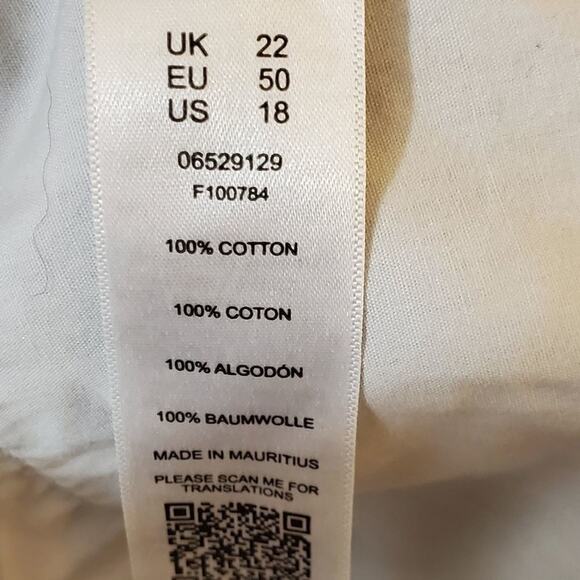 UK 22
EU 50
US 18
06529129
F100784
100% COTTON
100% COTON
100% ALGODÓN
100% BAUMWOLLE
MADE IN MAURITIUS
PLEASE SCAN ME FOR
TRANSLATIONS